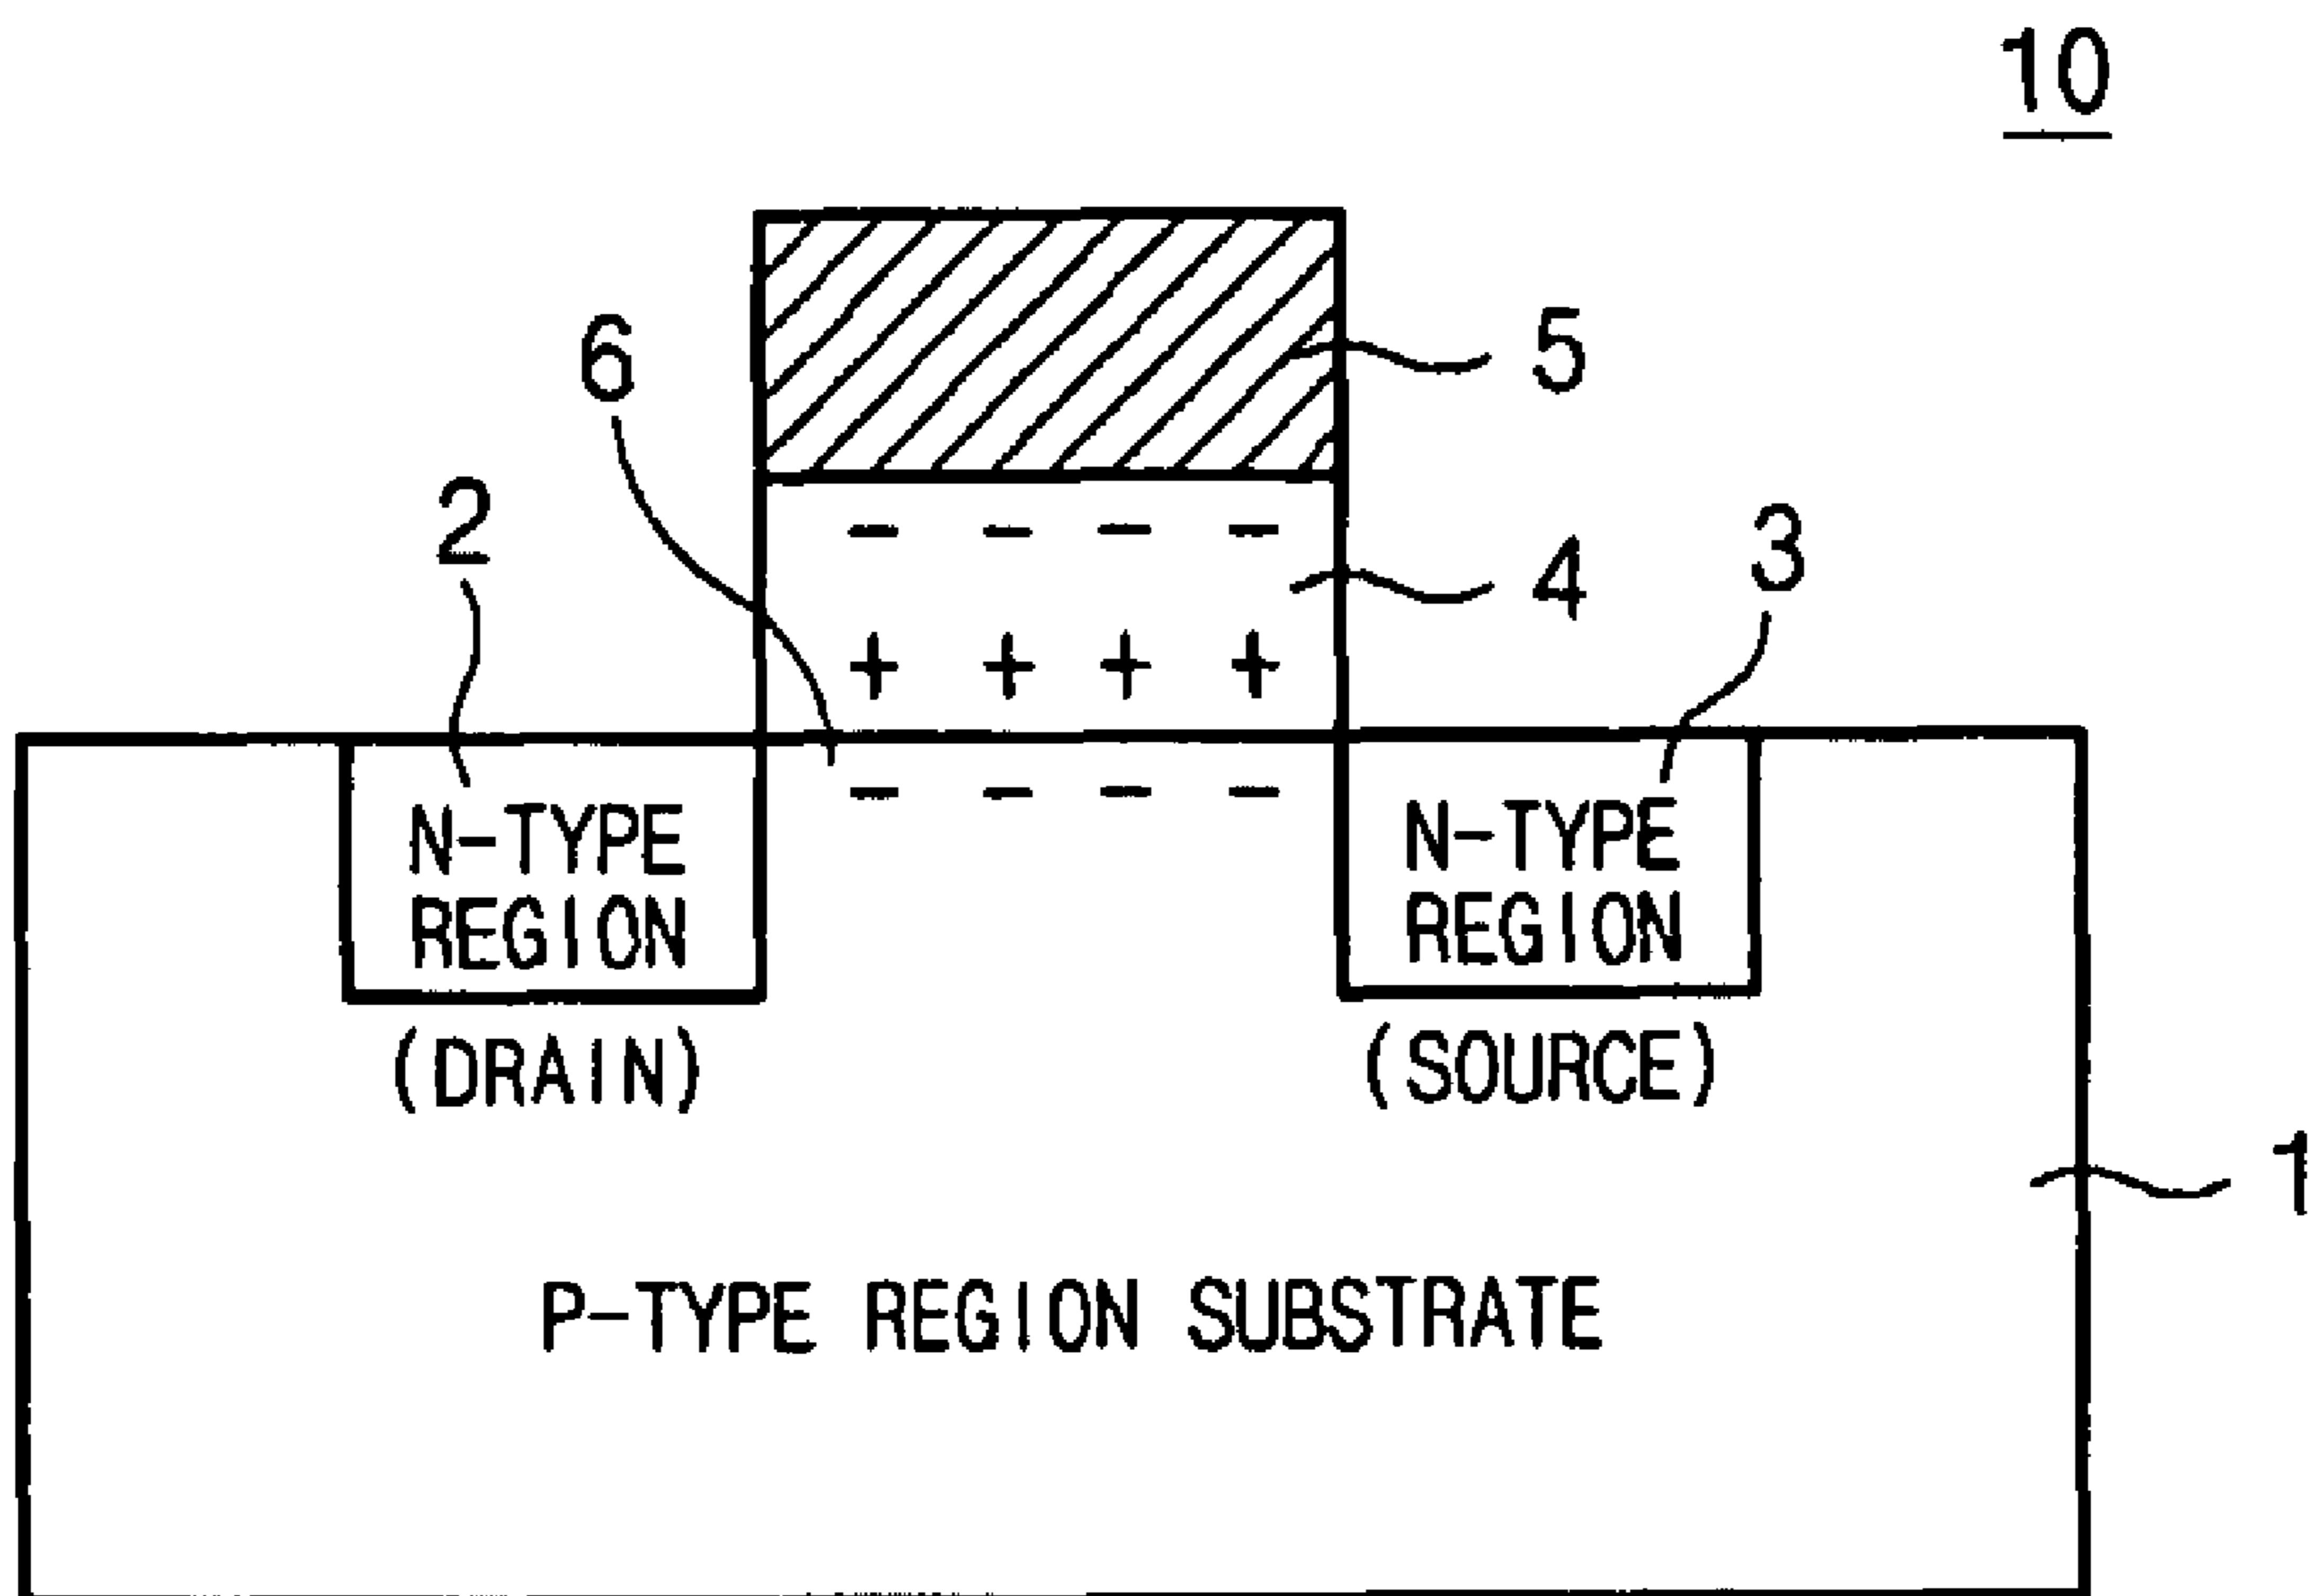 10
6
5
2
3
4
- - - -
+ + + +
- - - -
N-TYPE
REGION
(DRAIN)
N-TYPE
REGION
(SOURCE)
1
P-TYPE REGION SUBSTRATE